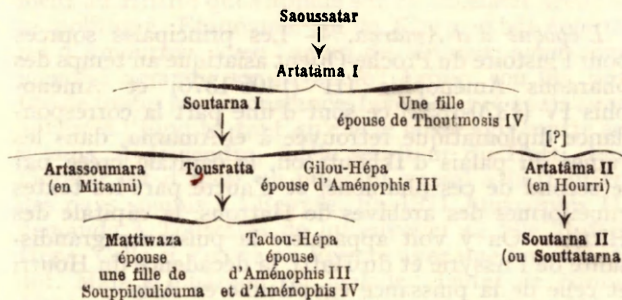 Saoussatar
Artatâma I
Soutarna I
Une fille
épouse de Thoutmosis IV
[?]
Artassoumara
(en Mitanni)
Tousratta
Gilou-Hépa
épouse d'Aménophis III
Artatâma II
(en Hourri)
Mattiwaza
épouse
une fille de
Souppilouliouma
Tadou-Hépa
épouse
d'Aménophis III
et d'Aménophis IV
Soutarna II
(ou Souttatarna)